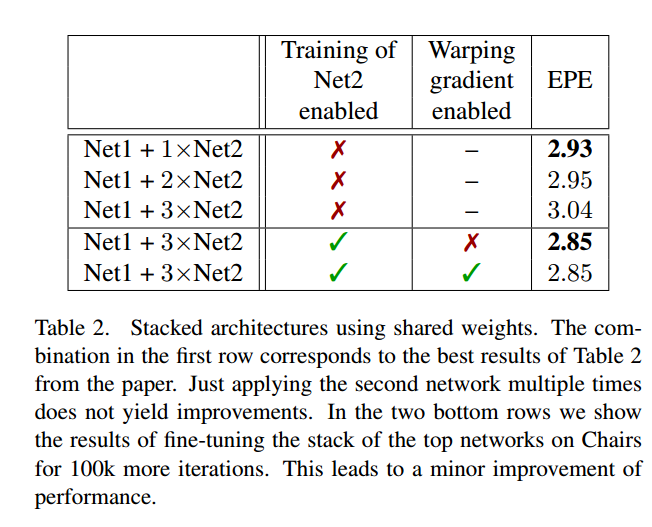 Training of Net2 enabled Warping gradient enabled EPE
Net1 + 1×Net2 ✗ – 2.93
Net1 + 2×Net2 ✗ – 2.95
Net1 + 3×Net2 ✗ – 3.04
Net1 + 3×Net2 ✓ ✗ 2.85
Net1 + 3×Net2 ✓ ✓ 2.85
Table 2. Stacked architectures using shared weights. The com-
bination in the first row corresponds to the best results of Table 2
from the paper. Just applying the second network multiple times
does not yield improvements. In the two bottom rows we show
the results of fine-tuning the stack of the top networks on Chairs
for 100k more iterations. This leads to a minor improvement of
performance.